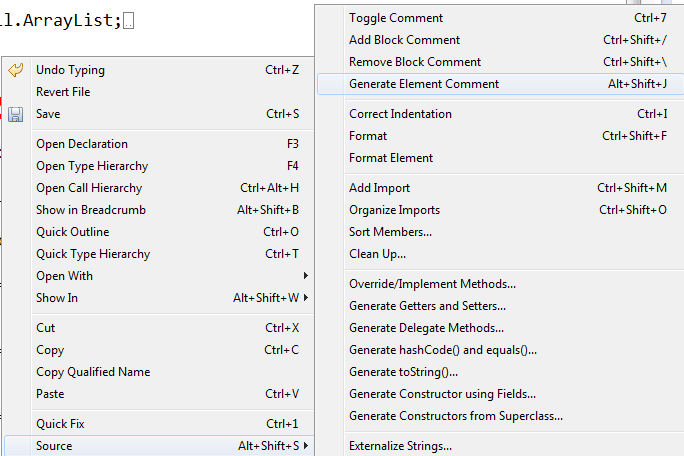 ll.ArrayList;
Undo Typing Ctrl+Z
Revert File
Save Ctrl+S
Open Declaration F3
Open Type Hierarchy F4
Open Call Hierarchy Ctrl+Alt+H
Show in Breadcrumb Alt+Shift+B
Quick Outline Ctrl+O
Quick Type Hierarchy Ctrl+T
Open With
Show In Alt+Shift+W
Cut Ctrl+X
Copy Ctrl+C
Copy Qualified Name
Paste Ctrl+V
Quick Fix Ctrl+1
Source Alt+Shift+S
Toggle Comment Ctrl+7
Add Block Comment Ctrl+Shift+/
Remove Block Comment Ctrl+Shift+\
Generate Element Comment Alt+Shift+J
Correct Indentation Ctrl+I
Format Ctrl+Shift+F
Format Element
Add Import Ctrl+Shift+M
Organize Imports Ctrl+Shift+O
Sort Members...
Clean Up...
Override/Implement Methods...
Generate Getters and Setters...
Generate Delegate Methods...
Generate hashCode() and equals()...
Generate toString()...
Generate Constructor using Fields...
Generate Constructors from Superclass...
Externalize Strings...